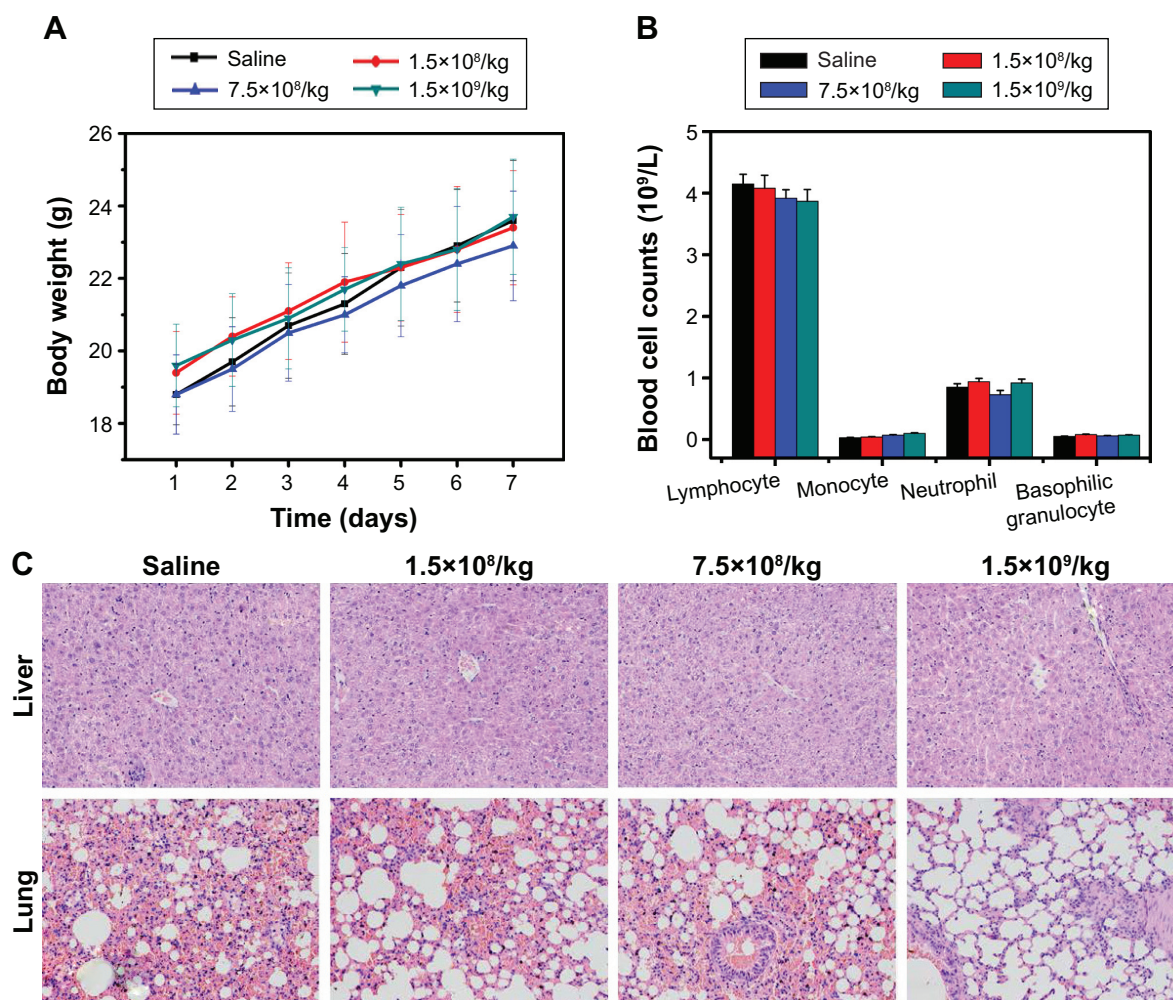 A
Saline
1.5×10⁸/kg
7.5×10⁸/kg
1.5×10⁹/kg
Body weight (g)
26
24
22
20
18
1 2 3 4 5 6 7
Time (days)
B
Saline
1.5×10⁸/kg
7.5×10⁸/kg
1.5×10⁹/kg
Blood cell counts (10⁹/L)
5
4
3
2
1
0
Lymphocyte
Monocyte
Neutrophil
Basophilic
granulocyte
C
Saline
1.5×10⁸/kg
7.5×10⁸/kg
1.5×10⁹/kg
Liver
Lung